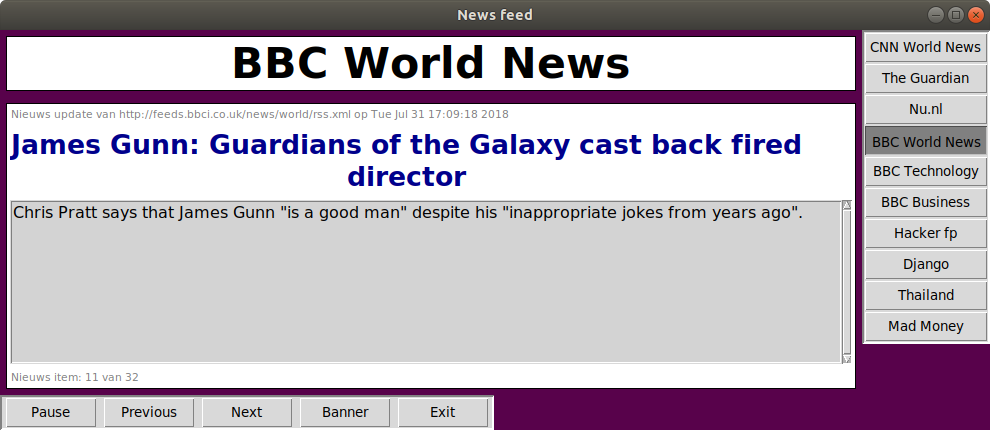 News feed
BBC World News
Nieuws update van http://feeds.bbci.co.uk/news/world/rss.xml op Tue Jul 31 17:09:18 2018
James Gunn: Guardians of the Galaxy cast back fired
director
Chris Pratt says that James Gunn "is a good man" despite his "inappropriate jokes from years ago".
Nieuws item: 11 van 32
CNN World News
The Guardian
Nu.nl
BBC World News
BBC Technology
BBC Business
Hacker fp
Django
Thailand
Mad Money
Pause Previous Next Banner Exit